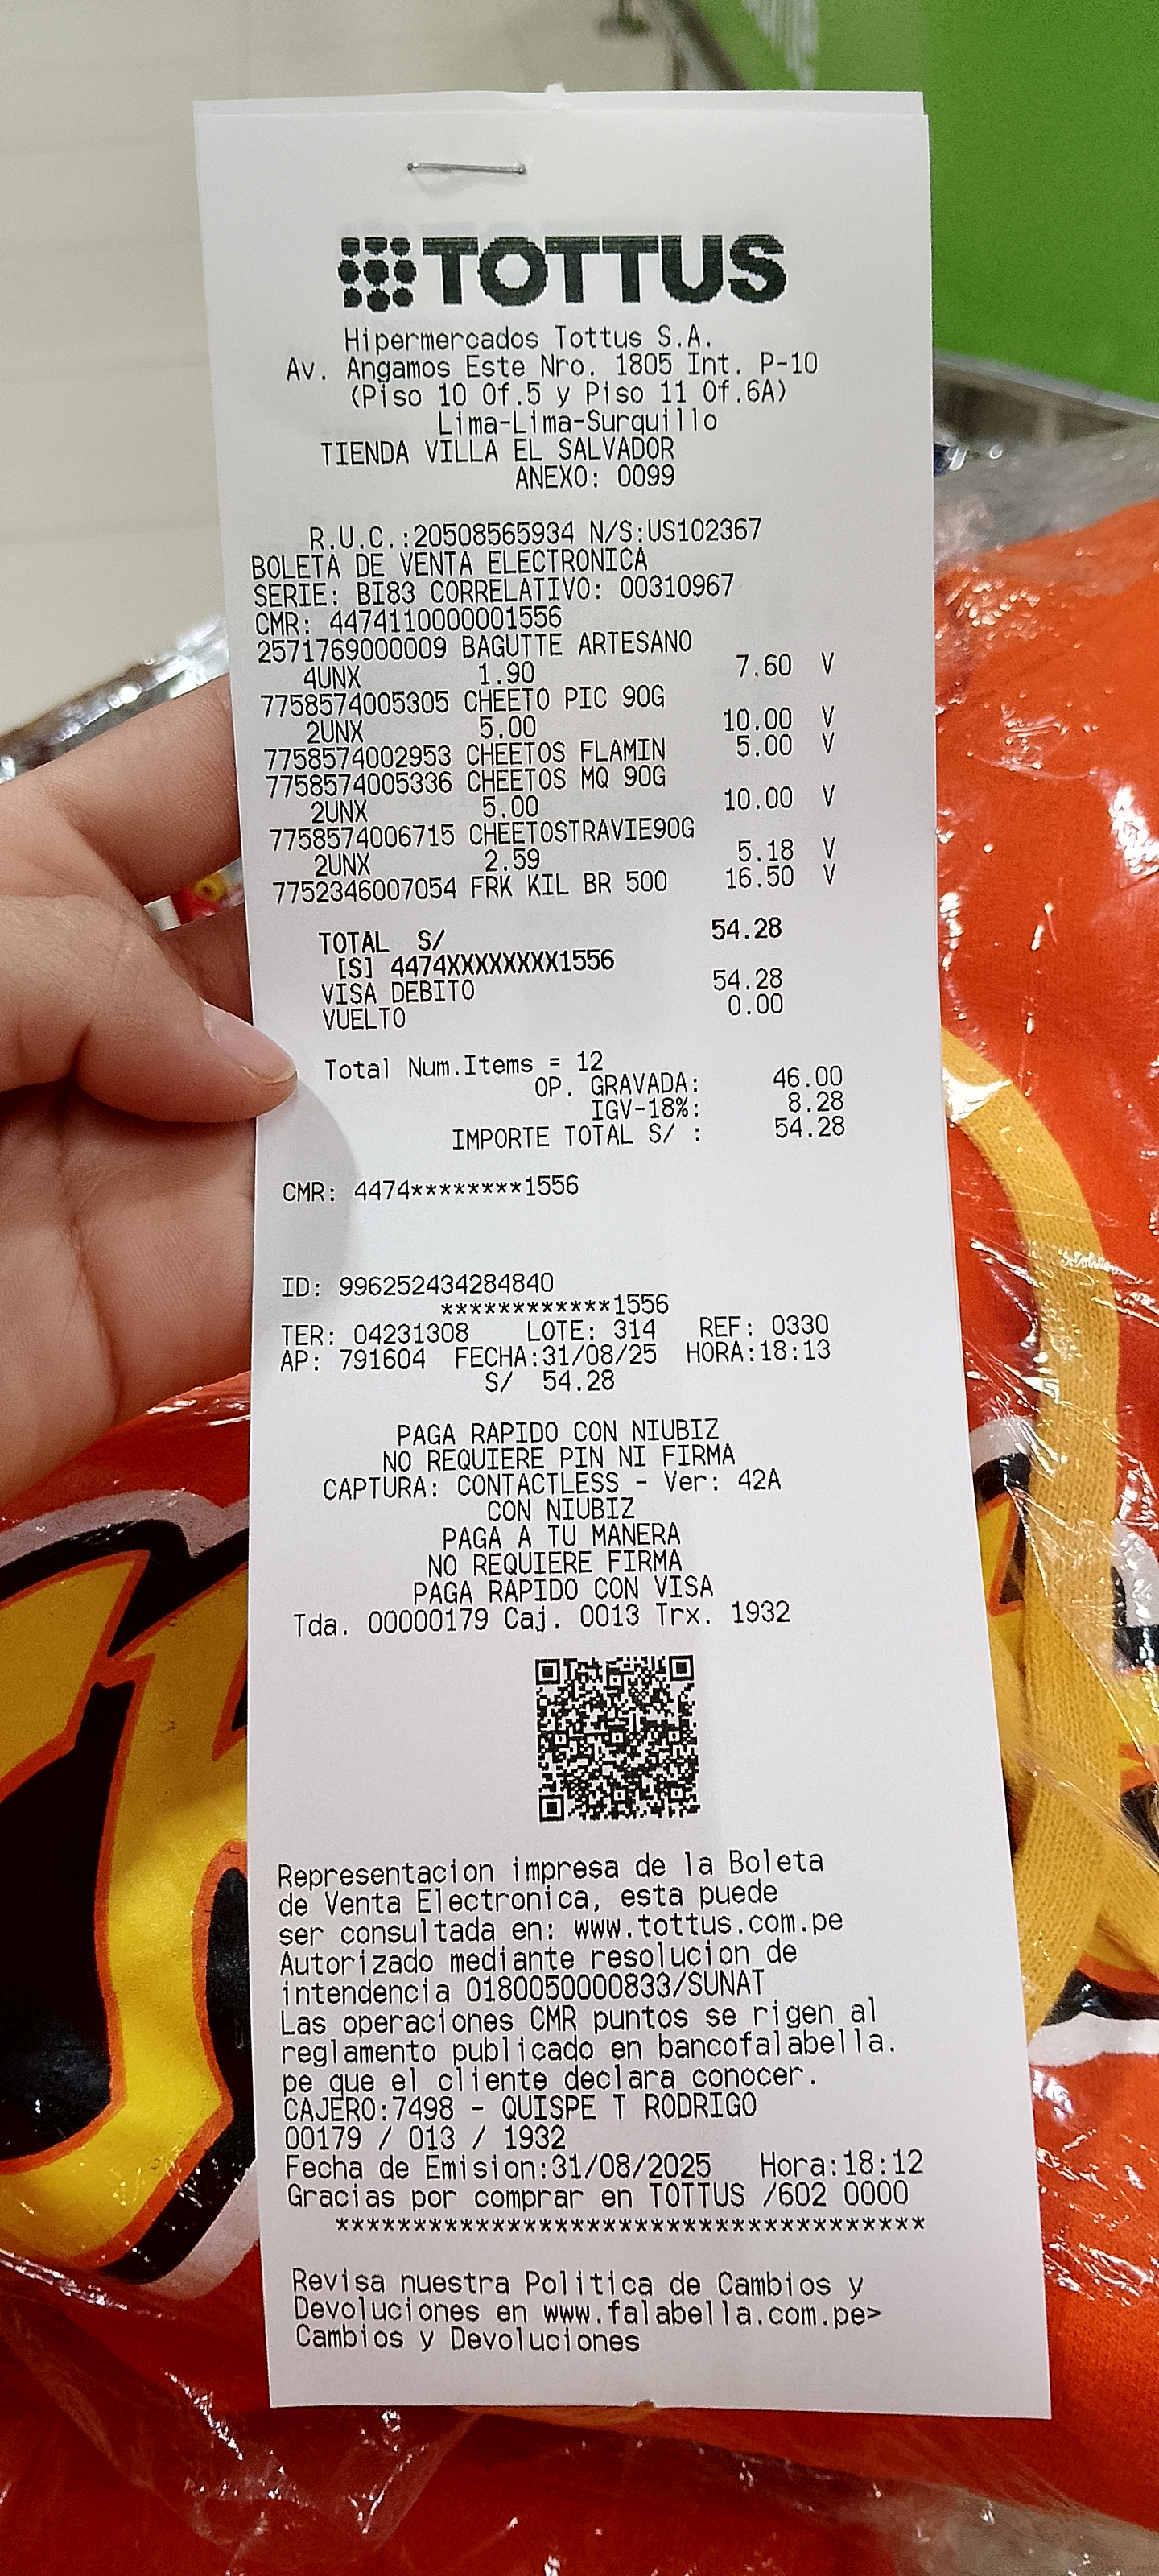 TOTTUS
Hipermercados Tottus S.A.
Av. Angamos Este Nro. 1805 Int. P-10
(Piso 10 Of.5 y Piso 11 Of.6A)
Lima-Lima-Surquillo
TIENDA VILLA EL SALVADOR
ANEXO: 0099
R.U.C.:20508565934 N/S:US102367
BOLETA DE VENTA ELECTRONICA
SERIE: BI83 CORRELATIVO: 00310967
CMR: 4474110000001556
2571769000009 BAGUTTE ARTESANO
4UNX 1.90 7.60 V
7758574005305 CHEETO PIC 90G
2UNX 5.00 10.00 V
7758574002953 CHEETOS FLAMIN 5.00 V
7758574005336 CHEETOS MQ 90G
2UNX 5.00 10.00 V
7758574006715 CHEETOSTRAVIE90G
2UNX 2.59 5.18 V
7752346007054 FRK KIL BR 500 16.50 V
TOTAL S/ 54.28
[S] 4474XXXXXXXX1556
VISA DEBITO 54.28
VUELTO 0.00
Total Num.Items = 12
OP. GRAVADA: 46.00
IGV-18%: 8.28
IMPORTE TOTAL S/ : 54.28
CMR: 4474********1556
ID: 996252434284840
************1556
TER: 04231308 LOTE: 314 REF: 0330
AP: 791604 FECHA:31/08/25 HORA:18:13
S/ 54.28
PAGA RAPIDO CON NIUBIZ
NO REQUIERE PIN NI FIRMA
CAPTURA: CONTACTLESS - Ver: 42A
CON NIUBIZ
PAGA A TU MANERA
NO REQUIERE FIRMA
PAGA RAPIDO CON VISA
Tda. 00000179 Caj. 0013 Trx. 1932
Representacion impresa de la Boleta
de Venta Electronica, esta puede
ser consultada en: www.tottus.com.pe
Autorizado mediante resolucion de
intendencia 0180050000833/SUNAT
Las operaciones CMR puntos se rigen al
reglamento publicado en bancofalabella.
pe que el cliente declara conocer.
CAJERO:7498 - QUISPE T RODRIGO
00179 / 013 / 1932
Fecha de Emision:31/08/2025 Hora:18:12
Gracias por comprar en TOTTUS /602 0000
**************************************
Revisa nuestra Politica de Cambios y
Devoluciones en www.falabella.com.pe>
Cambios y Devoluciones